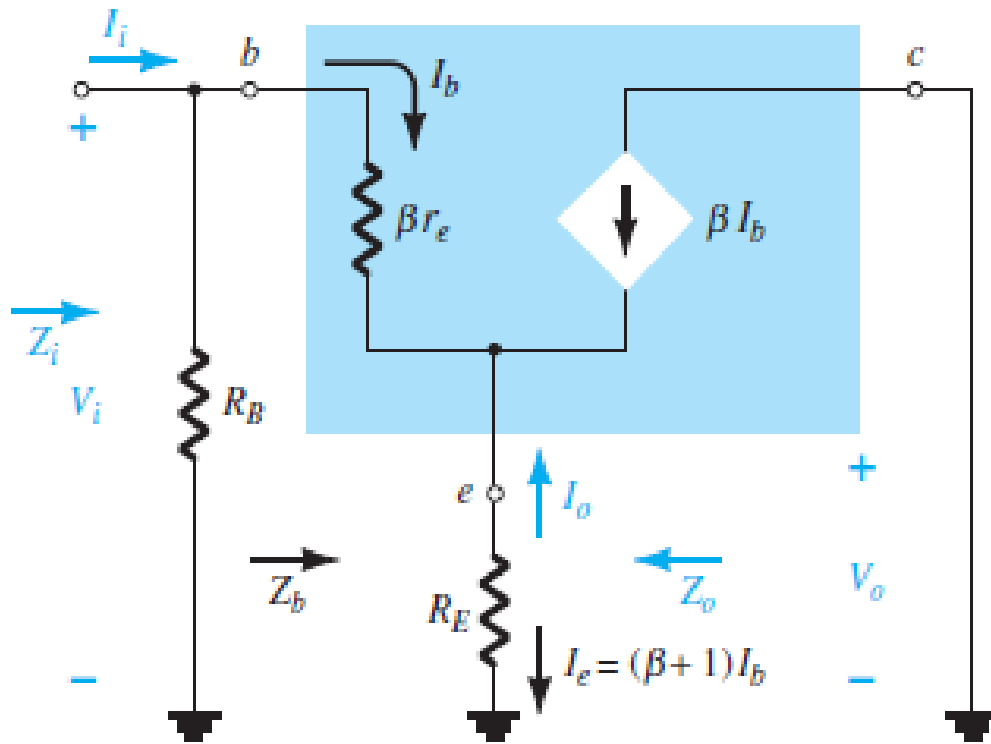 I_i
b
c
I_b
+
βr_e
βI_b
Z_i
V_i
R_B
+
e
I_o
Z_b
Z_o
V_o
R_E
I_e = (β + 1)I_b
−
−